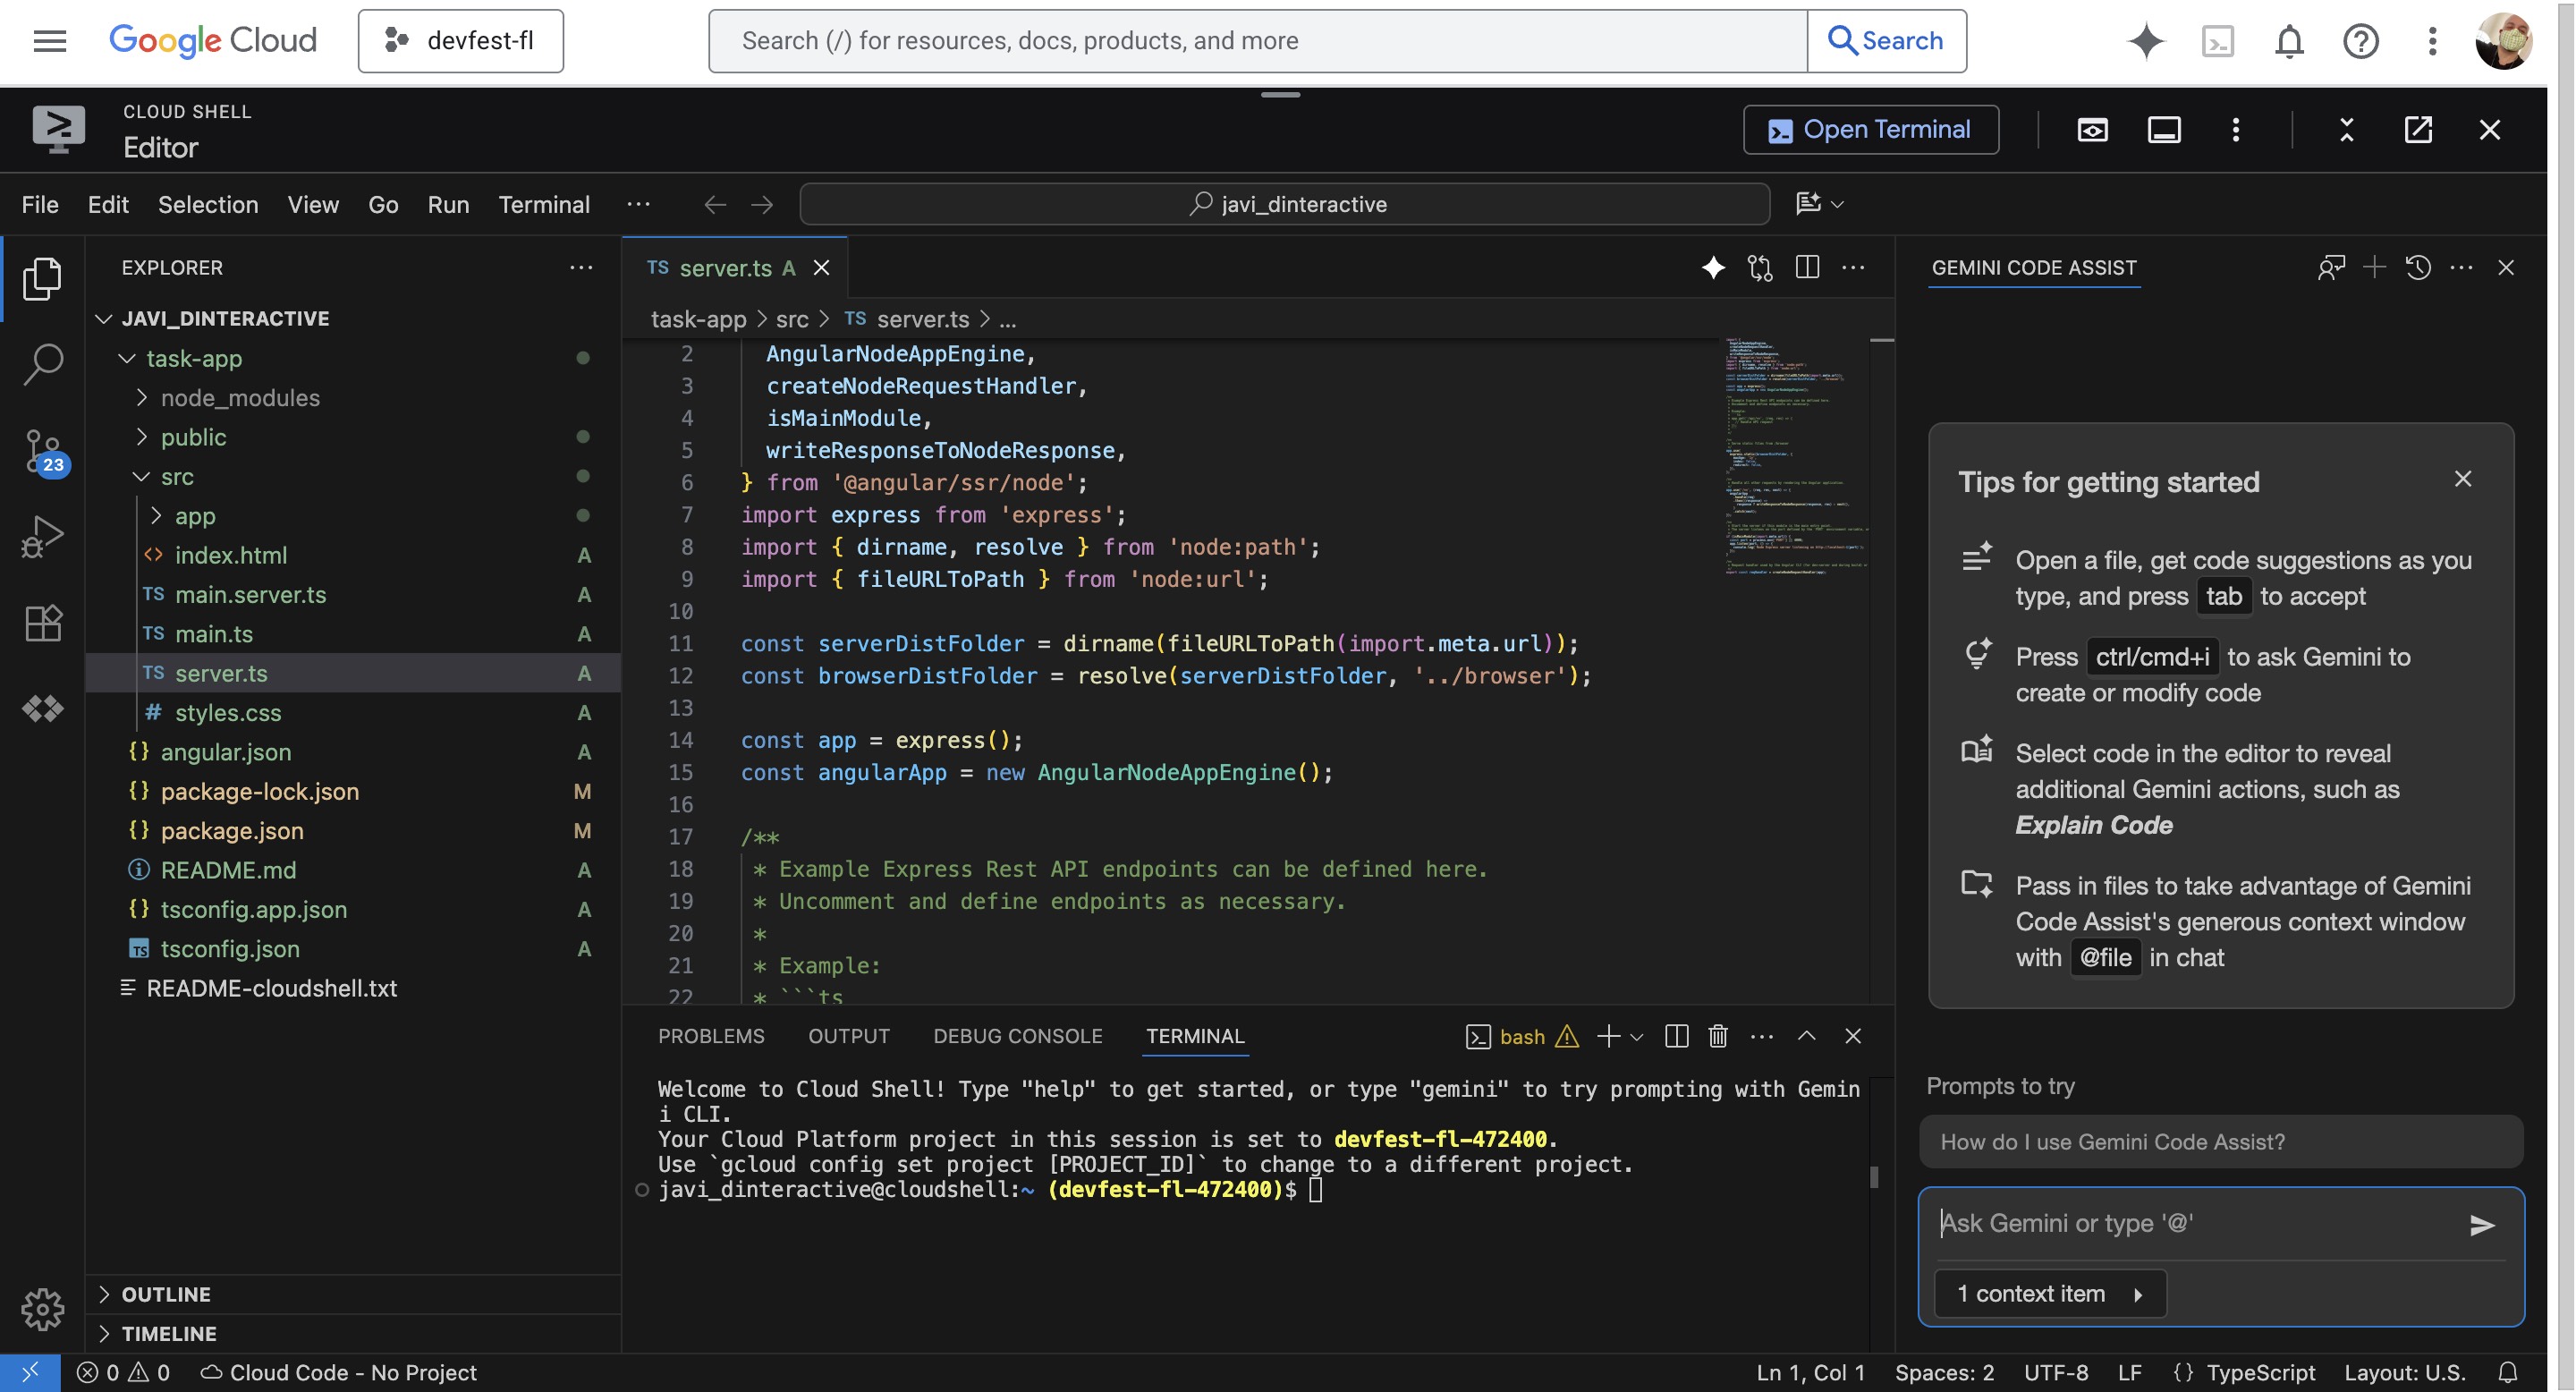 Google Cloud
devfest-fl
Search (/) for resources, docs, products, and more
Search
CLOUD SHELL
Editor
Open Terminal
File Edit Selection View Go Run Terminal ···
javi_dinteractive
EXPLORER
JAVI_DINTERACTIVE
task-app
node_modules
public
23
src
app
index.html A
TS main.server.ts A
TS main.ts A
TS server.ts A
# styles.css A
{} angular.json A
{} package-lock.json M
{} package.json M
README.md A
{} tsconfig.app.json A
TS tsconfig.json A
README-cloudshell.txt
OUTLINE
TIMELINE
TS server.ts A
task-app > src > TS server.ts > ...
2 AngularNodeAppEngine,
3 createNodeRequestHandler,
4 isMainModule,
5 writeResponseToNodeResponse,
6 } from '@angular/ssr/node';
7 import express from 'express';
8 import { dirname, resolve } from 'node:path';
9 import { fileURLToPath } from 'node:url';
10
11 const serverDistFolder = dirname(fileURLToPath(import.meta.url));
12 const browserDistFolder = resolve(serverDistFolder, '../browser');
13
14 const app = express();
15 const angularApp = new AngularNodeAppEngine();
16
17 /**
18 * Example Express Rest API endpoints can be defined here.
19 * Uncomment and define endpoints as necessary.
20 *
21 * Example:
22 * ```ts
PROBLEMS OUTPUT DEBUG CONSOLE TERMINAL
bash
Welcome to Cloud Shell! Type "help" to get started, or type "gemini" to try prompting with Gemin
i CLI.
Your Cloud Platform project in this session is set to devfest-fl-472400.
Use `gcloud config set project [PROJECT_ID]` to change to a different project.
javi_dinteractive@cloudshell:~ (devfest-fl-472400)$
GEMINI CODE ASSIST
Tips for getting started
Open a file, get code suggestions as you
type, and press tab to accept
Press ctrl/cmd+i to ask Gemini to
create or modify code
Select code in the editor to reveal
additional Gemini actions, such as
Explain Code
Pass in files to take advantage of Gemini
Code Assist's generous context window
with @file in chat
Prompts to try
How do I use Gemini Code Assist?
Ask Gemini or type '@'
1 context item
0 0 Cloud Code - No Project
Ln 1, Col 1 Spaces: 2 UTF-8 LF {} TypeScript Layout: U.S.